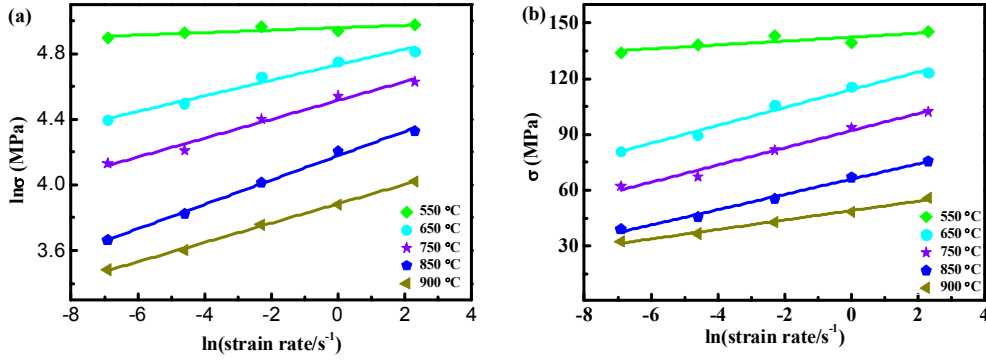 (a)
lnσ (MPa)
4.8
4.4
4.0
3.6
550 °C
650 °C
750 °C
850 °C
900 °C
-8 -6 -4 -2 0 2 4
ln(strain rate/s-1)
(b)
σ (MPa)
150
120
90
60
30
550 °C
650 °C
750 °C
850 °C
900 °C
-8 -6 -4 -2 0 2 4
ln(strain rate/s-1)